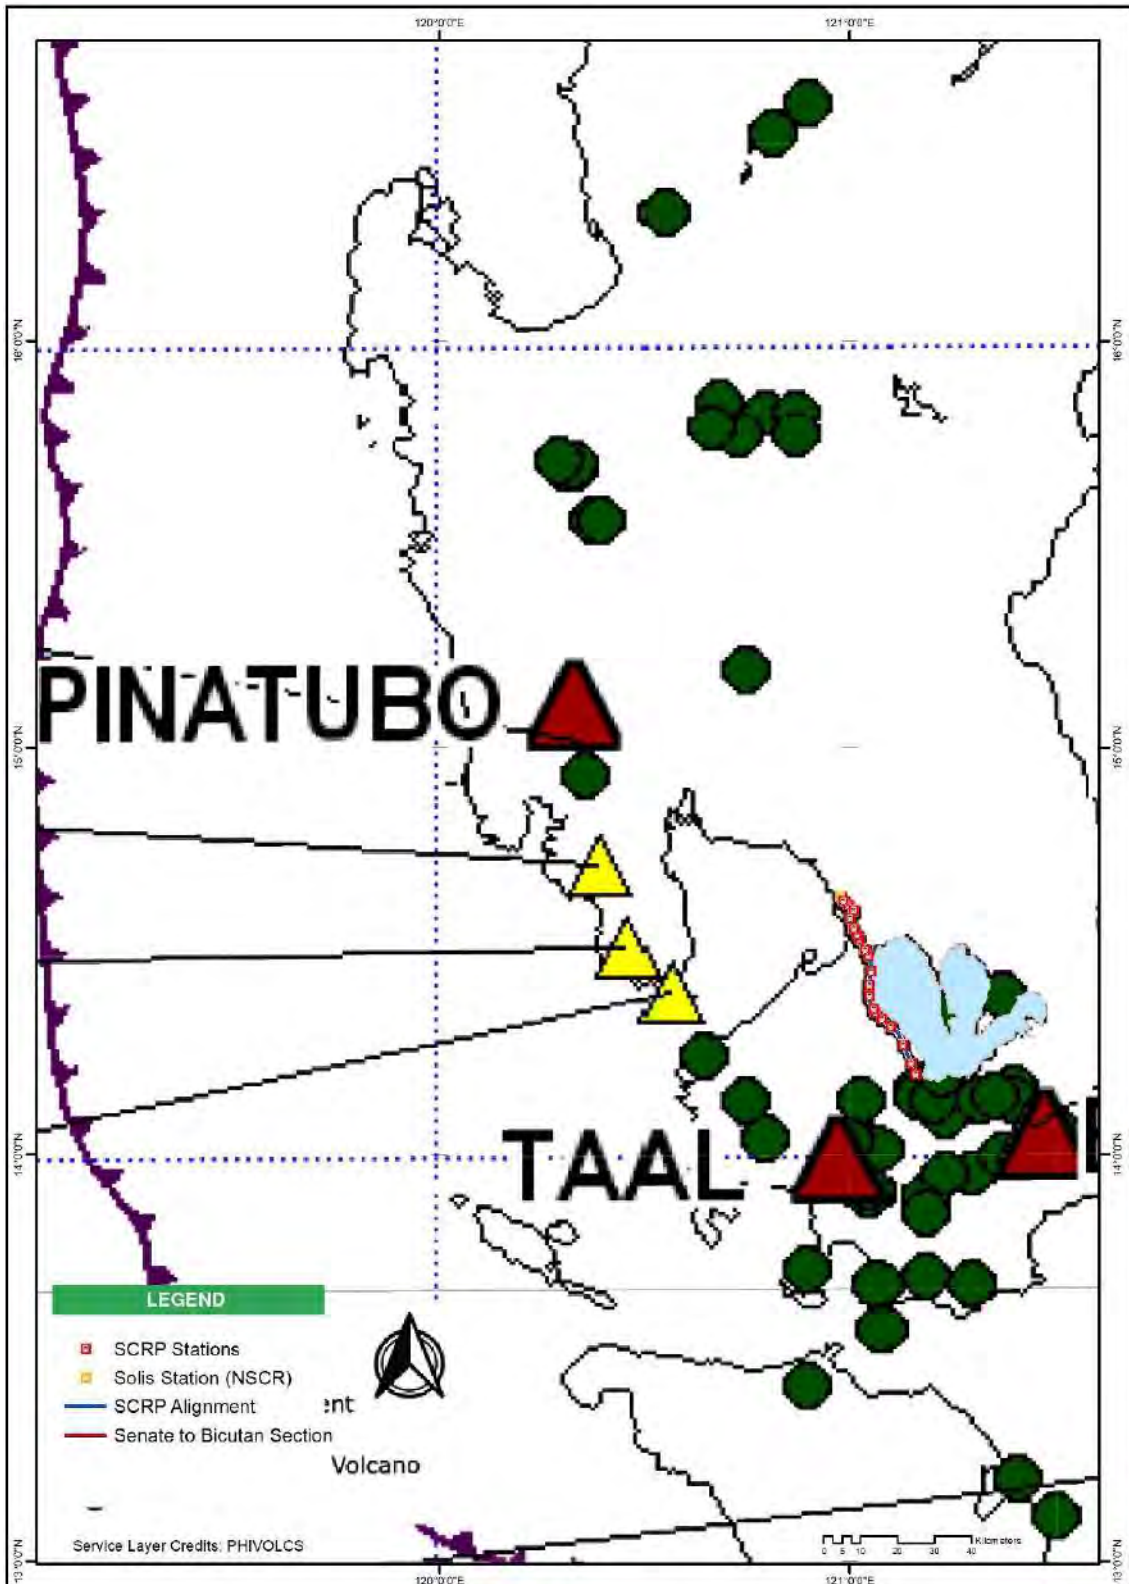 120°0'0"E
121°0'0"E
16°0'0"N
16°0'0"N
PINATUBO
15°0'0"N
15°0'0"N
TAAL
14°0'0"N
14°0'0"N
LEGEND
SCRP Stations
Solis Station (NSCR)
SCRP Alignment
ent
Senate to Bicutan Section
Volcano
Service Layer Credits: PHIVOLCS
0 5 10 20 30 40 Kilometers
13°0'0"N
13°0'0"N
120°0'0"E
121°0'0"E